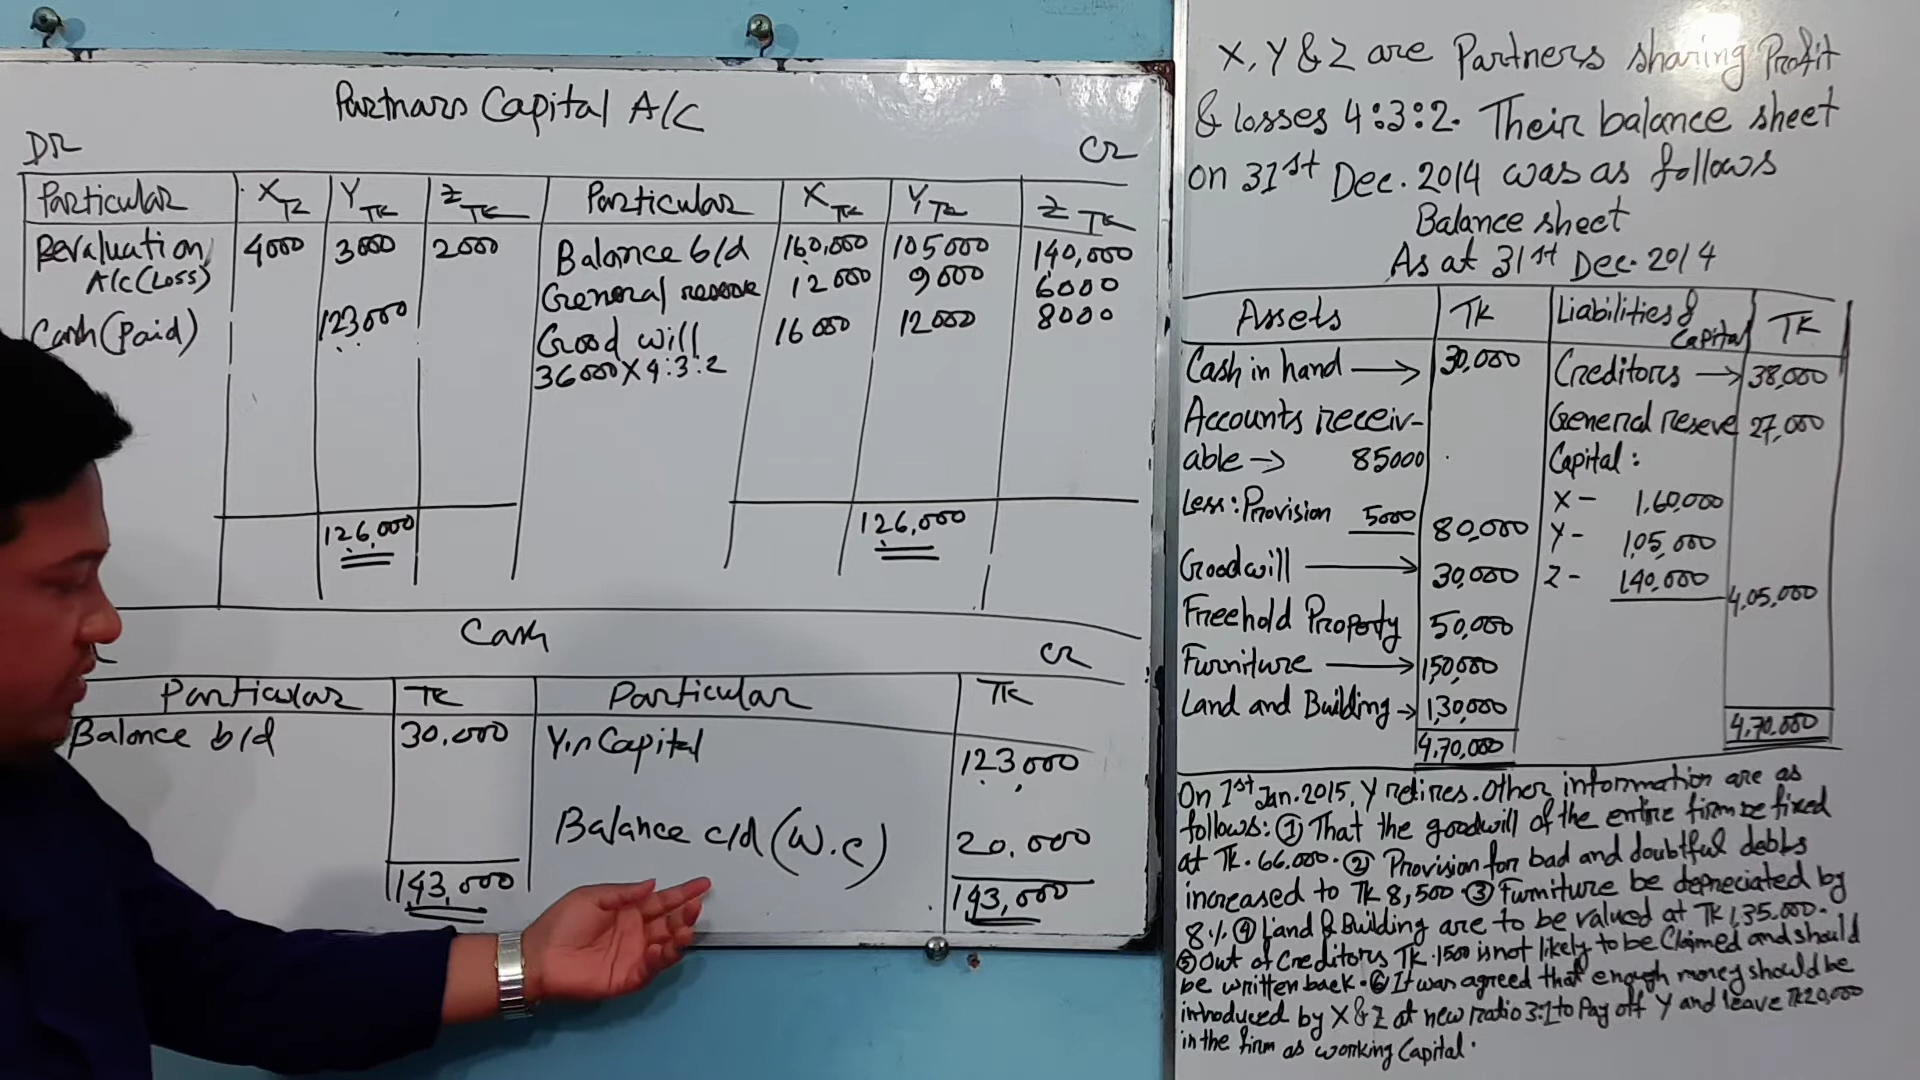 Partnars Capital A/C
DR
CR
Particular X TK Y TK Z TK Particular X TK Y TK Z TK
Revaluation 4000 3000 2000 Balance b/d 160,000 105000 140,000
A/c (Loss) General reserve 12000 9000 6000
Cash (Paid) 123000 Good will 16000 12000 8000
36000 X 4:3:2
126,000 126,000
Cash
CR
Particular TK Particular TK
Balance b/d 30,000 Y,n Capital 123,000
Balance c/d (W.C) 20,000
143,000 143,000
X, Y & Z are Partners sharing Profit
& losses 4:3:2. Their balance sheet
on 31st Dec. 2014 was as follows
Balance sheet
As at 31st Dec. 2014
Assets TK Liabilities & Capital TK
Cash in hand → 30,000 Creditors → 38,000
Accounts receiv- General reseve 27,000
able → 85000 Capital:
Less: Provision 5000 80,000 X - 1,60,000
Y - 1,05,000
Goodwill → 30,000 Z - 140,000 4,05,000
Freehold Property 50,000
Furniture → 1,50,000
Land and Building → 1,30,000
4,70,000 4,70,000
On 1st Jan. 2015, Y retires. Other information are as
follows: ① That the goodwill of the entire firm be fixed
at TK. 66.000. ② Provision for bad and doubtful debts
increased to TK 8,500 ③ Furniture be depreciated by
8% ④ Land & Building are to be valued at TK 1,35.000.
⑤ Out of Creditors TK. 1500 is not likely to be Claimed and should
be written back. ⑥ It was agreed that enough money should be
introduced by X & Z at new ratio 3:1 to Pay off Y and leave TK 20,000
in the firm as working Capital.